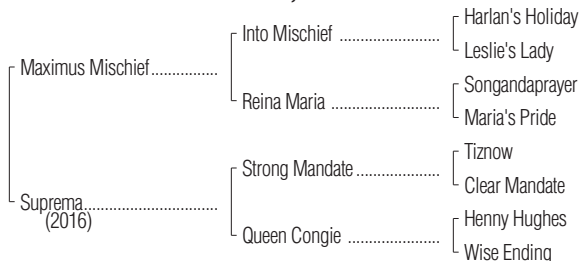 Harlan's Holiday
Into Mischief ..................
Leslie's Lady
Maximus Mischief...............
Songandaprayer
Reina Maria ....................
Maria's Pride
Tiznow
Strong Mandate ...............
Clear Mandate
Suprema..............................
(2016)
Henny Hughes
Queen Congie .................
Wise Ending